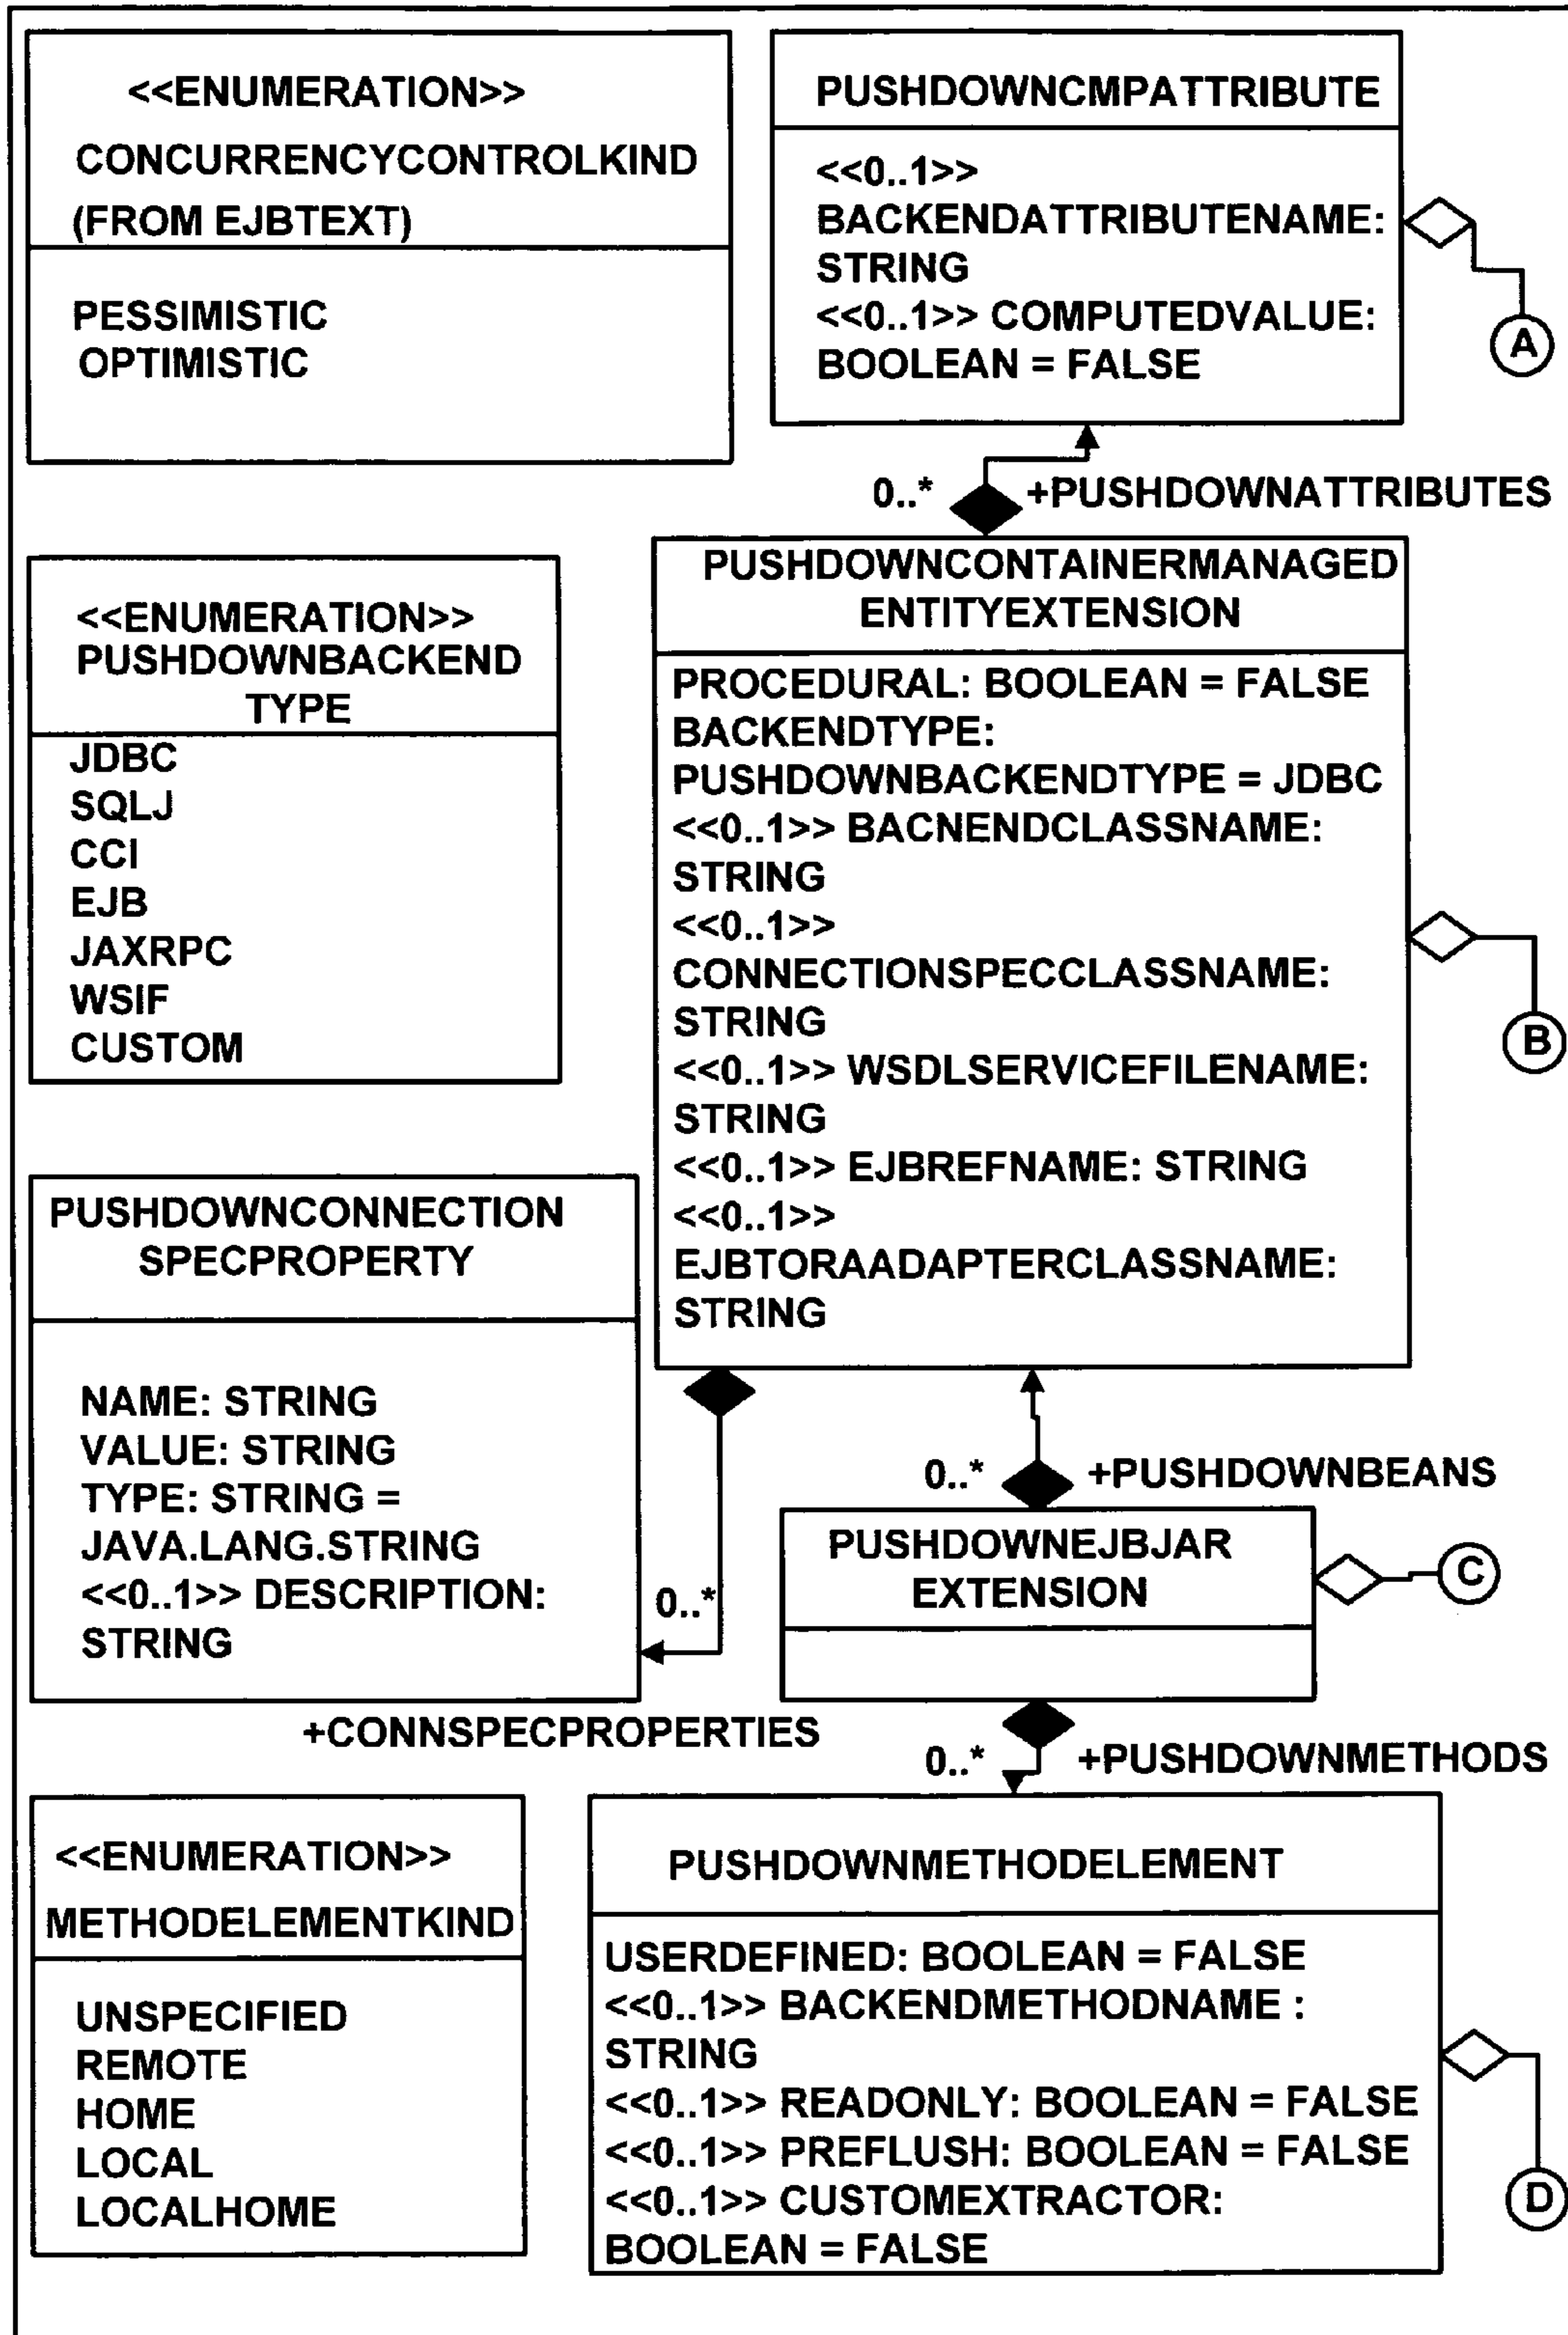 <<ENUMERATION>>
CONCURRENCYCONTROLKIND
(FROM EJBTEXT)
PESSIMISTIC
OPTIMISTIC
PUSHDOWNCMPATTRIBUTE
<<0..1>>
BACKENDATTRIBUTENAME:
STRING
<<0..1>> COMPUTEDVALUE:
BOOLEAN = FALSE
A
0..*
+PUSHDOWNATTRIBUTES
<<ENUMERATION>>
PUSHDOWNBACKEND
TYPE
JDBC
SQLJ
CCI
EJB
JAXRPC
WSIF
CUSTOM
PUSHDOWNCONTAINERMANAGED
ENTITYEXTENSION
PROCEDURAL: BOOLEAN = FALSE
BACKENDTYPE:
PUSHDOWNBACKENDTYPE = JDBC
<<0..1>> BACNENDCLASSNAME:
STRING
<<0..1>>
CONNECTIONSPECCLASSNAME:
STRING
<<0..1>> WSDLSERVICEFILENAME:
STRING
<<0..1>> EJBREFNAME: STRING
<<0..1>>
EJBTORAADAPTERCLASSNAME:
STRING
B
PUSHDOWNCONNECTION
SPECPROPERTY
NAME: STRING
VALUE: STRING
TYPE: STRING =
JAVA.LANG.STRING
<<0..1>> DESCRIPTION:
STRING
0..*
+CONNSPECPROPERTIES
0..*
+PUSHDOWNBEANS
PUSHDOWNEJBJAR
EXTENSION
C
0..*
+PUSHDOWNMETHODS
<<ENUMERATION>>
METHODELEMENTKIND
UNSPECIFIED
REMOTE
HOME
LOCAL
LOCALHOME
PUSHDOWNMETHODELEMENT
USERDEFINED: BOOLEAN = FALSE
<<0..1>> BACKENDMETHODNAME :
STRING
<<0..1>> READONLY: BOOLEAN = FALSE
<<0..1>> PREFLUSH: BOOLEAN = FALSE
<<0..1>> CUSTOMEXTRACTOR:
BOOLEAN = FALSE
D